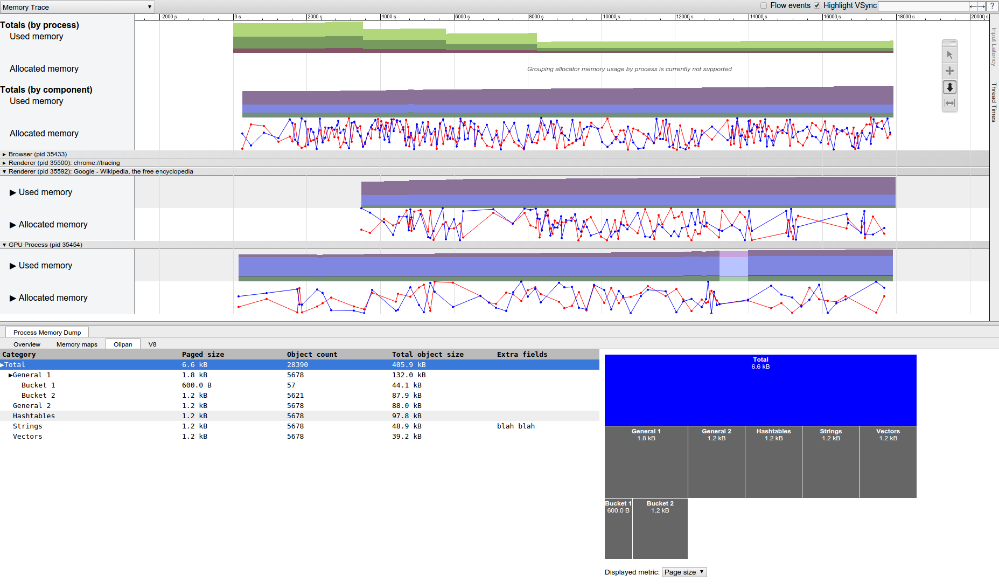 Memory Trace ▼ Flow events Highlight VSync ←→ ?
-2000 s 0 s 2000 s 4000 s 6000 s 8000 s 10000 s 12000 s 14000 s 16000 s 18000 s 20000 s
Totals (by process)
Used memory
Allocated memory
Grouping allocator memory usage by process is currently not supported
Totals (by component)
Used memory
Allocated memory
Input Latency
Thread Times
▸ Browser (pid 35433)
▸ Renderer (pid 35500): chrome://tracing
▾ Renderer (pid 35592): Google - Wikipedia, the free encyclopedia
▶ Used memory
▶ Allocated memory
▾ GPU Process (pid 35454)
▶ Used memory
▶ Allocated memory
Process Memory Dump
Overview Memory maps Oilpan V8
Category Paged size Object count Total object size Extra fields
▶Total 6.6 kB 28390 405.9 kB
▶General 1 1.8 kB 5678 132.0 kB
Bucket 1 600.0 B 57 44.1 kB
Bucket 2 1.2 kB 5621 87.9 kB
General 2 1.2 kB 5678 88.0 kB
Hashtables 1.2 kB 5678 97.8 kB
Strings 1.2 kB 5678 48.9 kB blah blah
Vectors 1.2 kB 5678 39.2 kB
Total
6.6 kB
General 1 General 2 Hashtables Strings Vectors
1.8 kB 1.2 kB 1.2 kB 1.2 kB 1.2 kB
Bucket 1 Bucket 2
600.0 B 1.2 kB
Displayed metric: Page size ▼